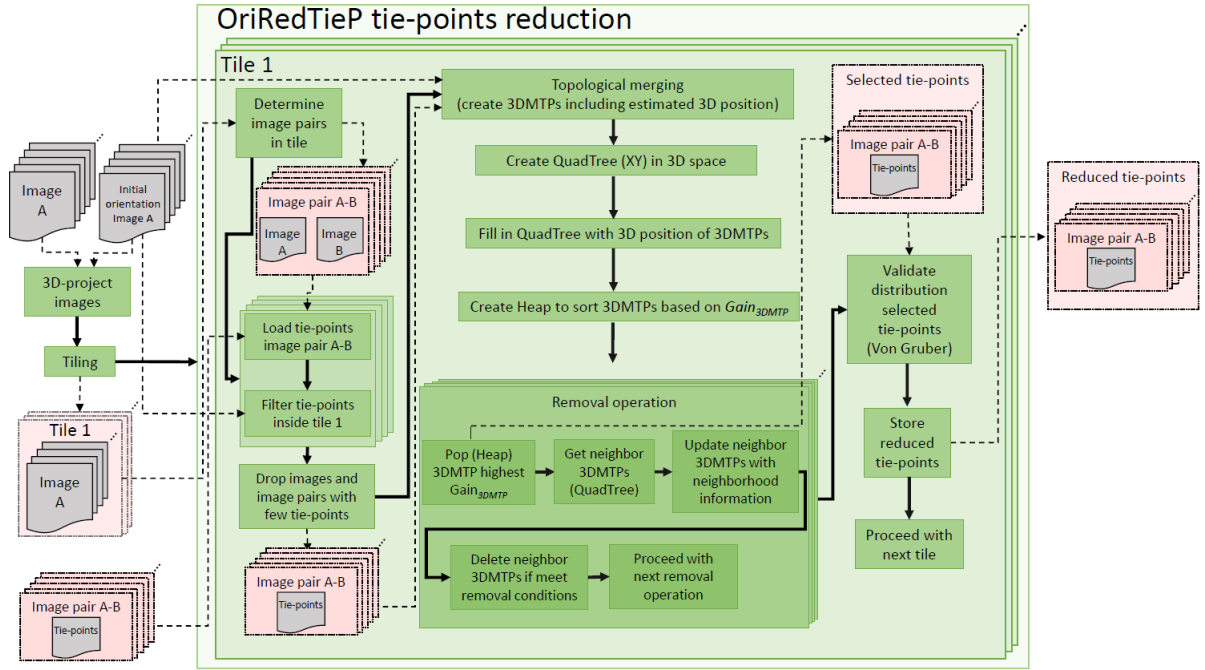 OriRedTieP tie-points reduction
Tile 1
Image
A
Initial
orientation
Image A
3D-project
images
Tiling
Tile 1
Image
A
Image pair A-B
Tie-points
Determine
image pairs
in tile
Image pair A-B
Image
A
Image
B
Load tie-points
image pair A-B
Filter tie-points
inside tile 1
Drop images and
image pairs with
few tie-points
Image pair A-B
Tie-points
Topological merging
(create 3DMTPs including estimated 3D position)
Create QuadTree (XY) in 3D space
Fill in QuadTree with 3D position of 3DMTPs
Create Heap to sort 3DMTPs based on Gain3DMTP
Removal operation
Pop (Heap)
3DMTP highest
Gain3DMTP
Get neighbor
3DMTPs
(QuadTree)
Update neighbor
3DMTPs with
neighborhood
information
Delete neighbor
3DMTPs if meet
removal conditions
Proceed with
next removal
operation
Selected tie-points
Image pair A-B
Tie-points
Validate
distribution
selected
tie-points
(Von Gruber)
Store
reduced
tie-points
Proceed with
next tile
Reduced tie-points
Image pair A-B
Tie-points